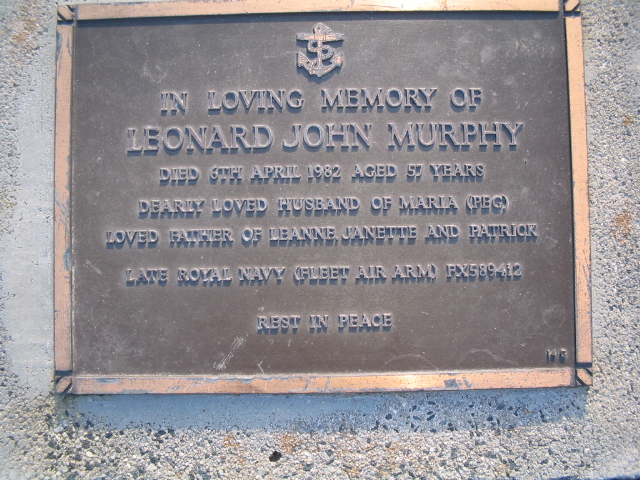 IN LOVING MEMORY OF
LEONARD JOHN MURPHY
DIED 6TH APRIL 1982 AGED 57 YEARS
DEARLY LOVED HUSBAND OF MARIA (PEG)
LOVED FATHER OF LEANNE, JANETTE AND PATRICK
LATE ROYAL NAVY (FLEET AIR ARM) FX589412
REST IN PEACE